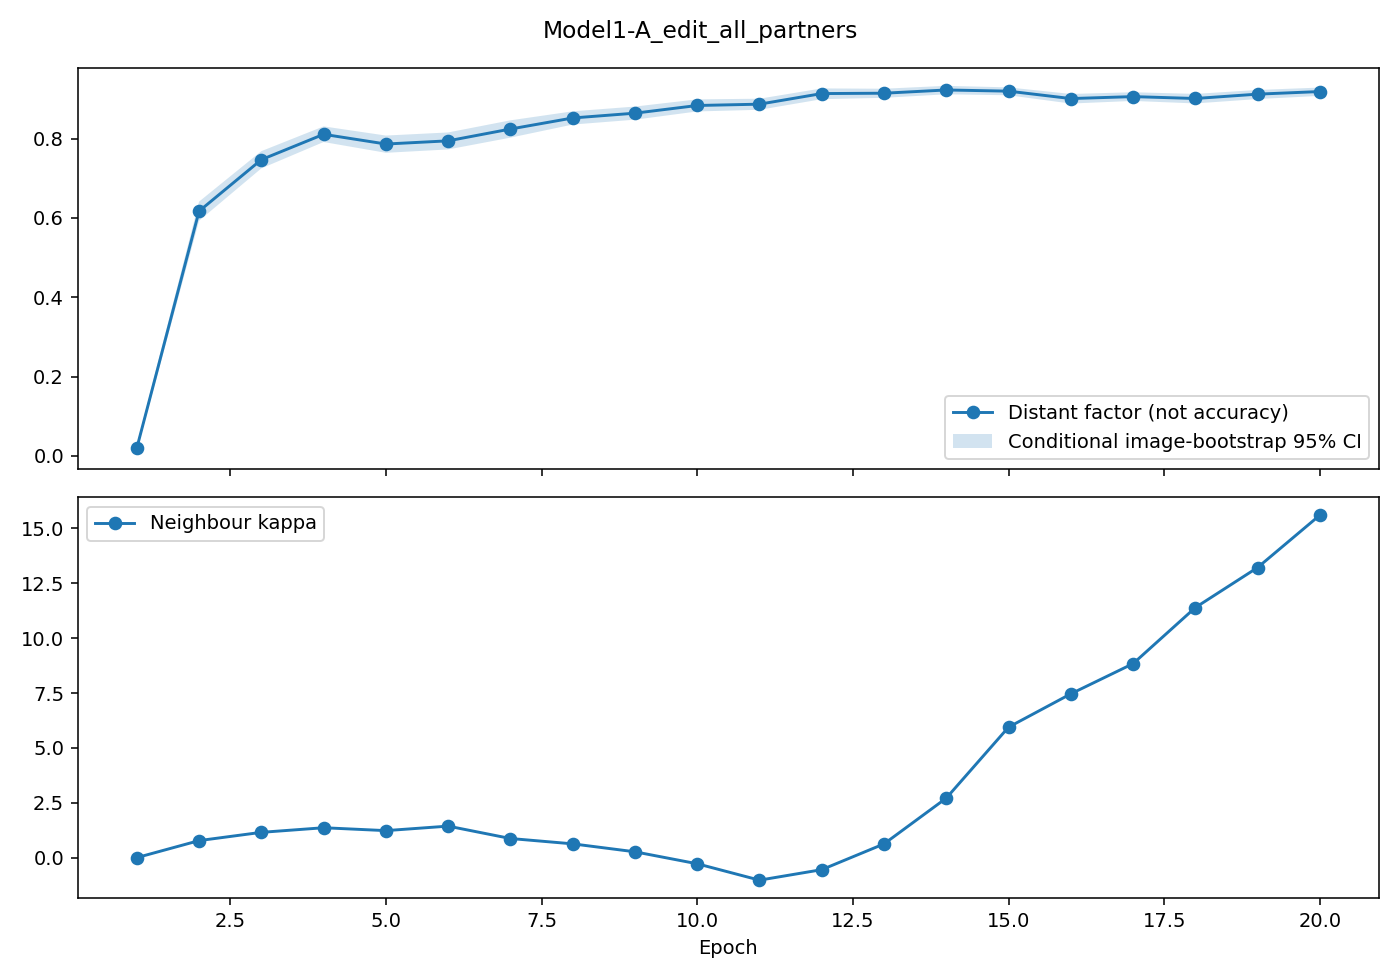 Model1-A_edit_all_partners
0.8
0.6
0.4
0.2
0.0
Distant factor (not accuracy)
Conditional image-bootstrap 95% CI
Neighbour kappa
15.0
12.5
10.0
7.5
5.0
2.5
0.0
2.5 5.0 7.5 10.0 12.5 15.0 17.5 20.0
Epoch